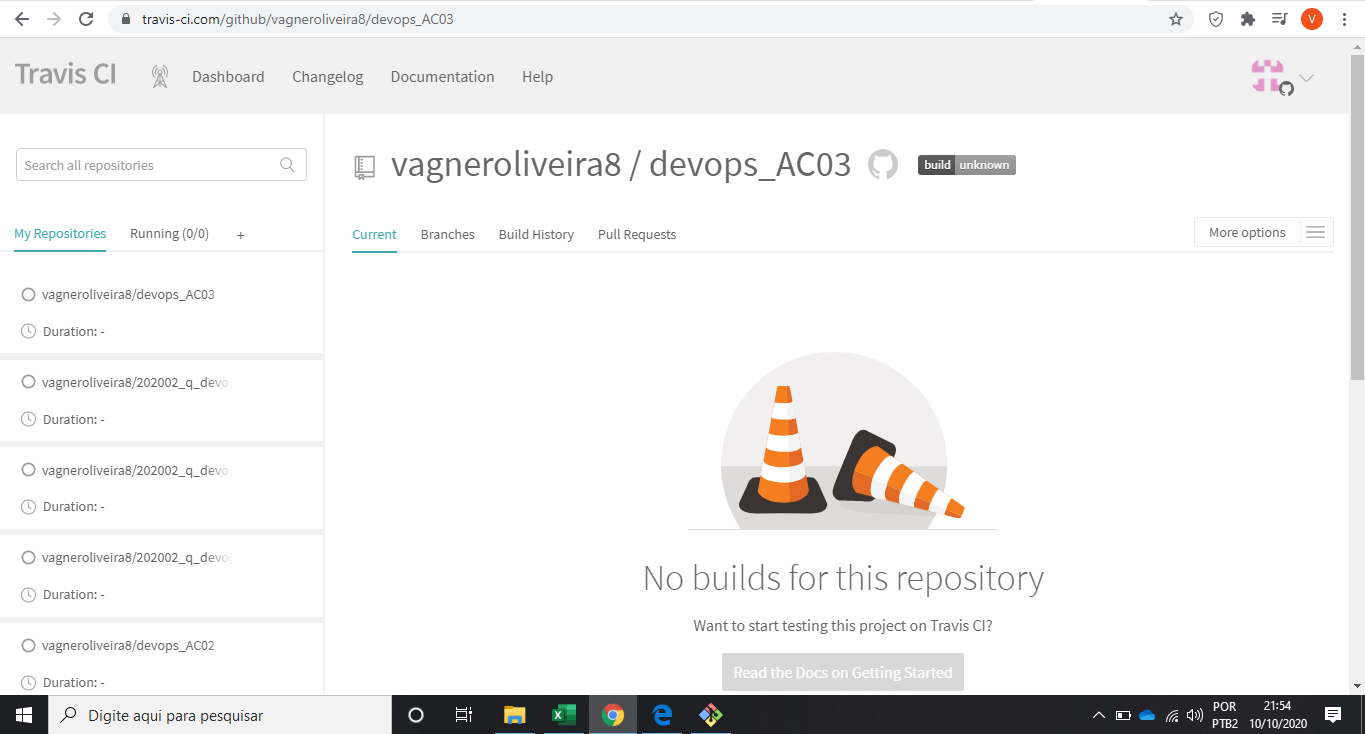 travis-ci.com/github/vagneroliveira8/devops_AC03
V
Travis CI
Dashboard
Changelog
Documentation
Help
Search all repositories
My Repositories
Running (0/0)
+
vagneroliveira8/devops_AC03
Duration: -
vagneroliveira8/202002_q_devo
Duration: -
vagneroliveira8/202002_q_devo
Duration: -
vagneroliveira8/202002_q_devo
Duration: -
vagneroliveira8/devops_AC02
Duration: -
vagneroliveira8 / devops_AC03
build unknown
Current
Branches
Build History
Pull Requests
More options
No builds for this repository
Want to start testing this project on Travis CI?
Read the Docs on Getting Started
Digite aqui para pesquisar
POR
PTB2
21:54
10/10/2020